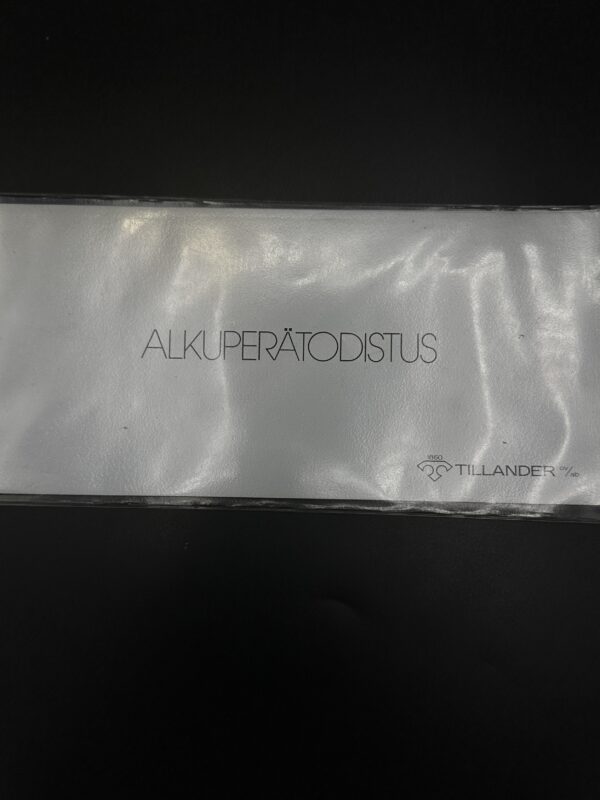 ALKUPERÄTODISTUS
1860
TILLANDER OY/AB